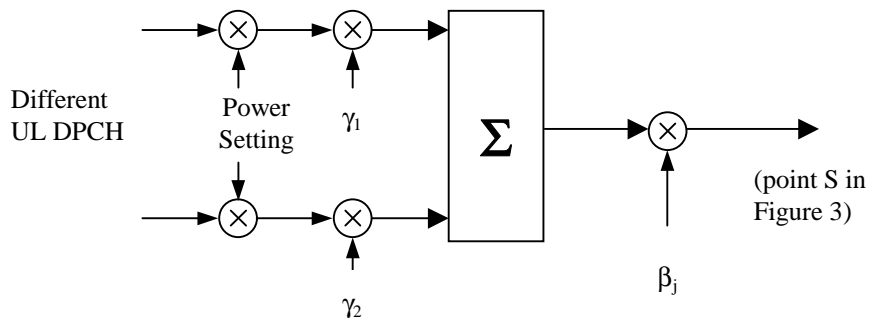 Different
UL DPCH
Power
Setting
γ1
γ2
Σ
βj
(point S in
Figure 3)